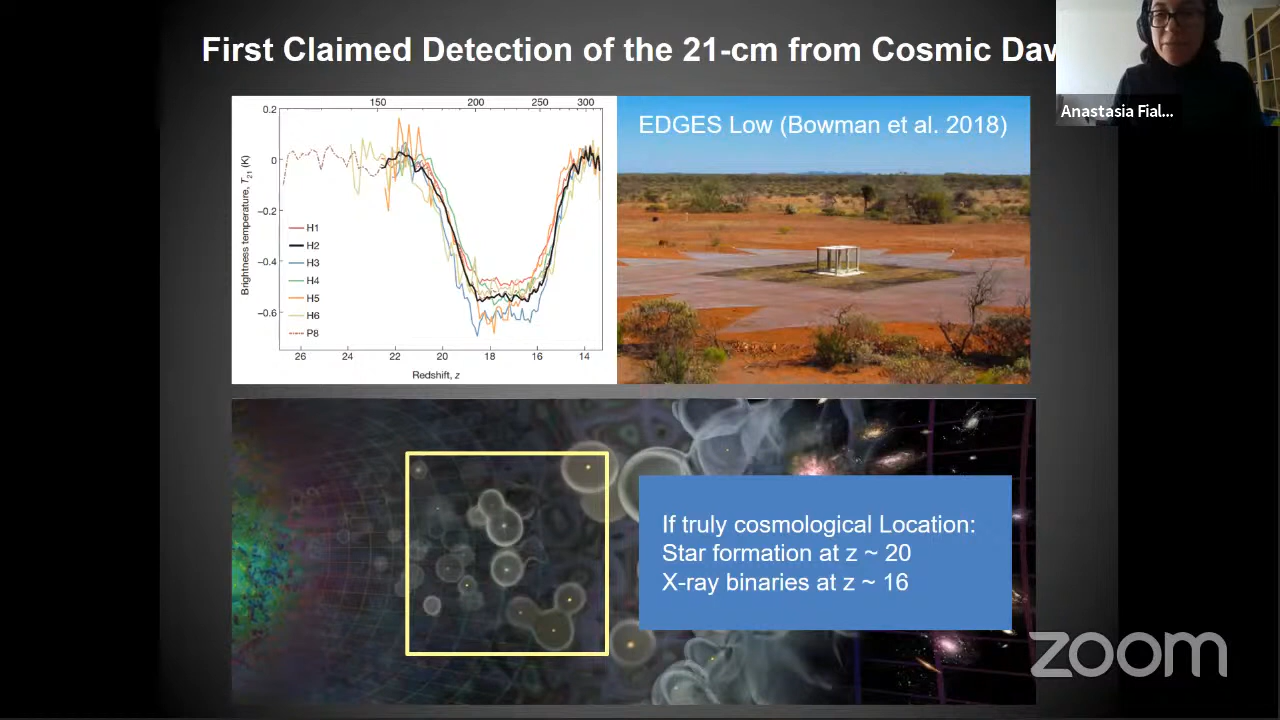 First Claimed Detection of the 21-cm from Cosmic Daw
Anastasia Fial...
150 200 250 300
0.2
0
−0.2
−0.4
−0.6
Brightness temperature, T21 (K)
H1
H2
H3
H4
H5
H6
P8
26 24 22 20 18 16 14
Redshift, z
EDGES Low (Bowman et al. 2018)
If truly cosmological Location:
Star formation at z ~ 20
X-ray binaries at z ~ 16
zoom